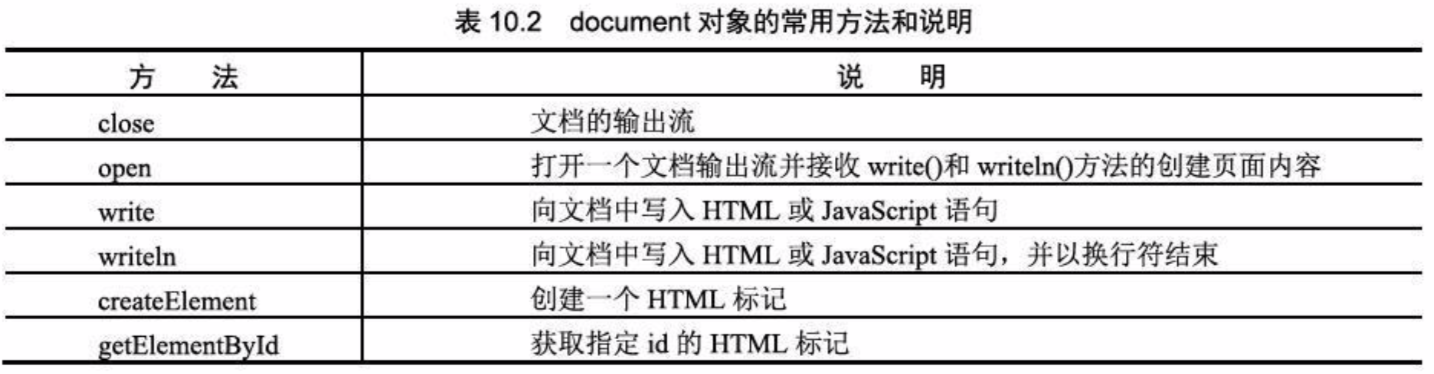 表 10.2 document 对象的常用方法和说明
方 法 说 明
close 文档的输出流
open 打开一个文档输出流并接收 write()和 writeln()方法的创建页面内容
write 向文档中写入 HTML 或 JavaScript 语句
writeln 向文档中写入 HTML 或 JavaScript 语句，并以换行符结束
createElement 创建一个 HTML 标记
getElementById 获取指定 id 的 HTML 标记